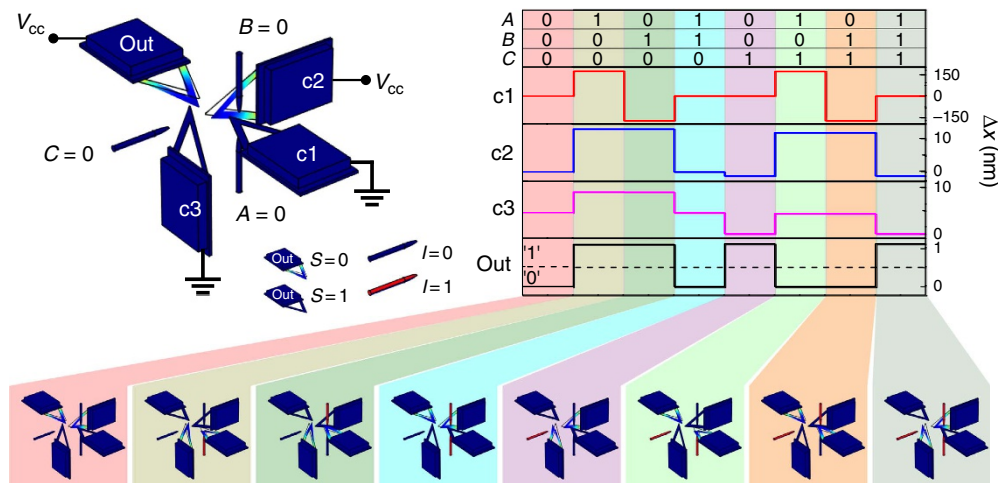 V_cc
Out
B = 0
c2
V_cc
C = 0
c1
c3
A = 0
Out S = 0
I = 0
Out S = 1
I = 1
A 0 1 0 1 0 1 0 1
B 0 0 1 1 0 0 1 1
C 0 0 0 0 1 1 1 1
c1
150
0
−150
c2
10
0
c3
10
0
Out
'1'
'0'
1
0
Δx (nm)